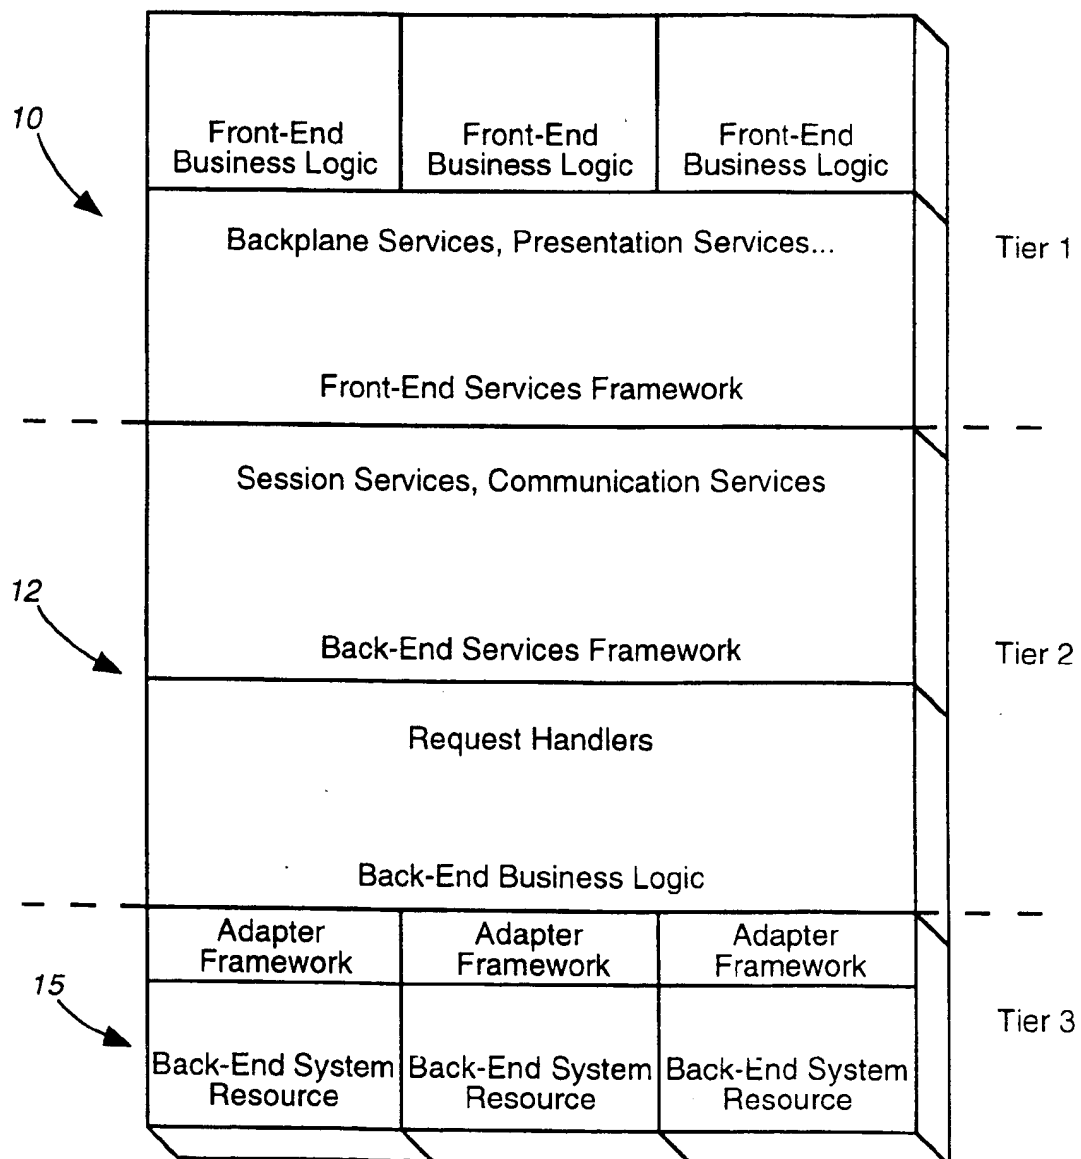 10
Front-End
Business Logic
Front-End
Business Logic
Front-End
Business Logic
Backplane Services, Presentation Services...
Tier 1
Front-End Services Framework
Session Services, Communication Services
12
Back-End Services Framework
Tier 2
Request Handlers
Back-End Business Logic
Adapter
Framework
Adapter
Framework
Adapter
Framework
15
Tier 3
Back-End System
Resource
Back-End System
Resource
Back-End System
Resource